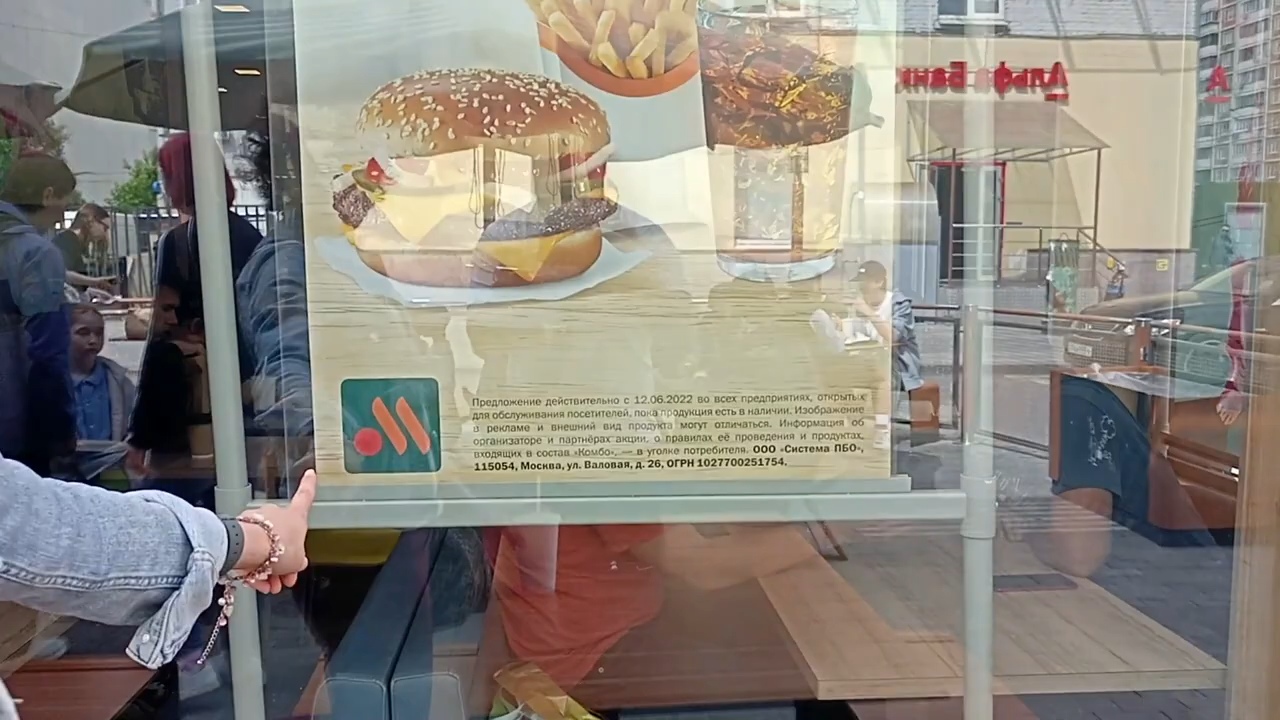 Альфа Банк
Предложение действительно с 12.06.2022 во всех предприятиях, открытых
для обслуживания посетителей, пока продукция есть в наличии. Изображение
в рекламе и внешний вид продукта могут отличаться. Информация об
организаторе и партнёрах акции, о правилах её проведения и продуктах,
входящих в состав «Комбо», — в уголке потребителя. ООО «Система ПБО»,
115054, Москва, ул. Валовая, д. 26, ОГРН 1027700251754.